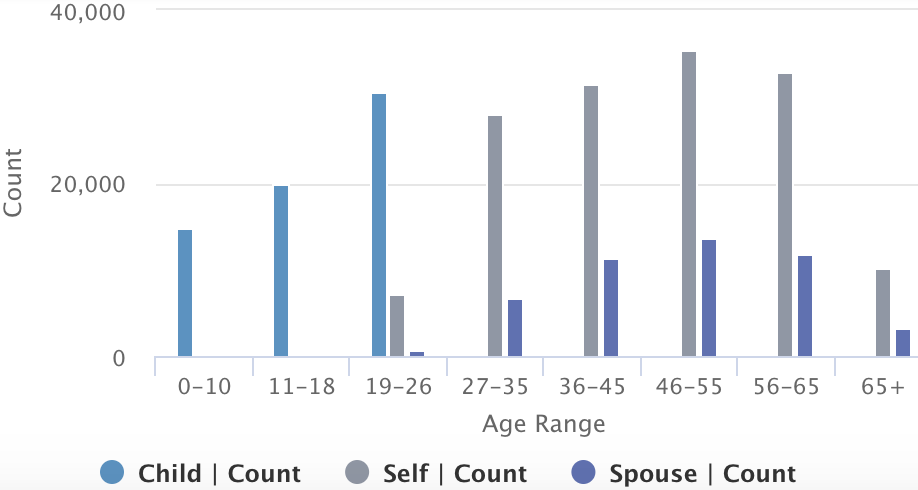 40,000
20,000
0
Count
0–10 11–18 19–26 27–35 36–45 46–55 56–65 65+
Age Range
Child | Count Self | Count Spouse | Count